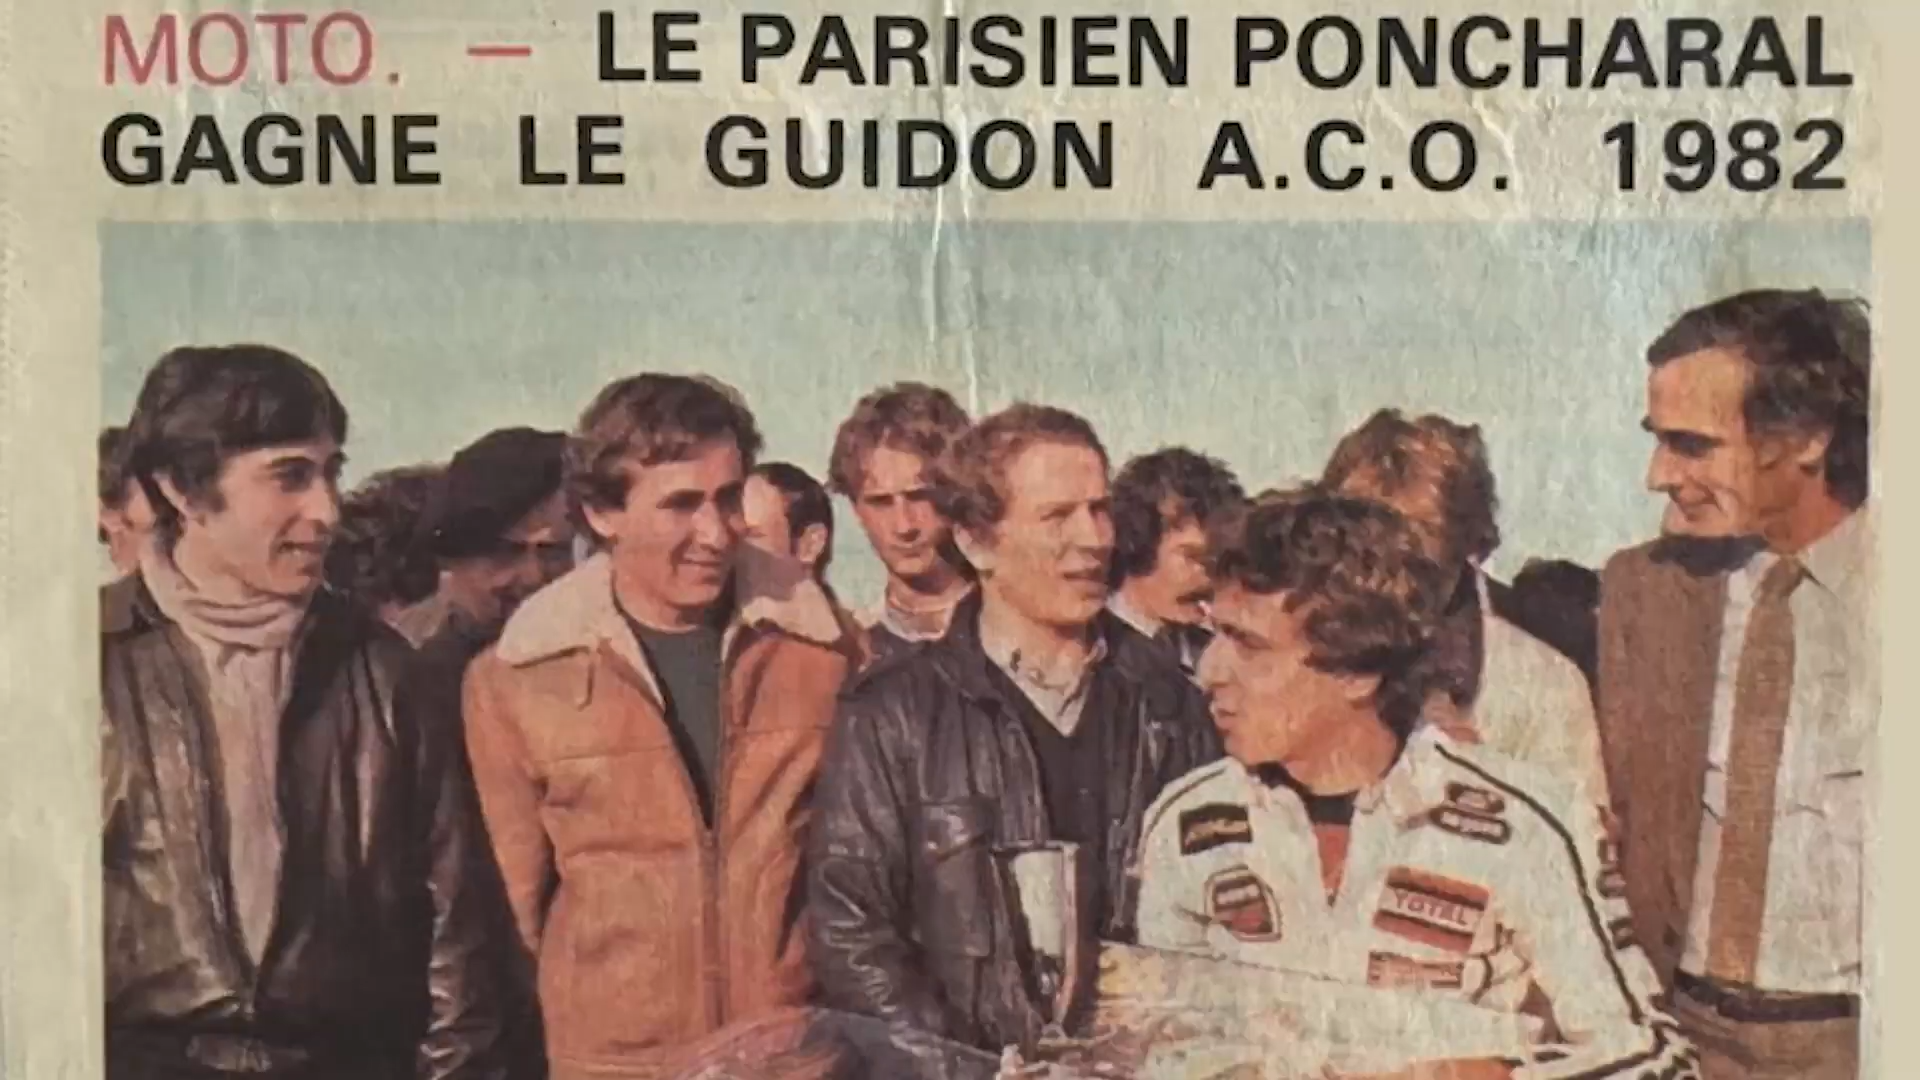 MOTO. — LE PARISIEN PONCHARAL
GAGNE LE GUIDON A.C.O. 1982
TOTAL